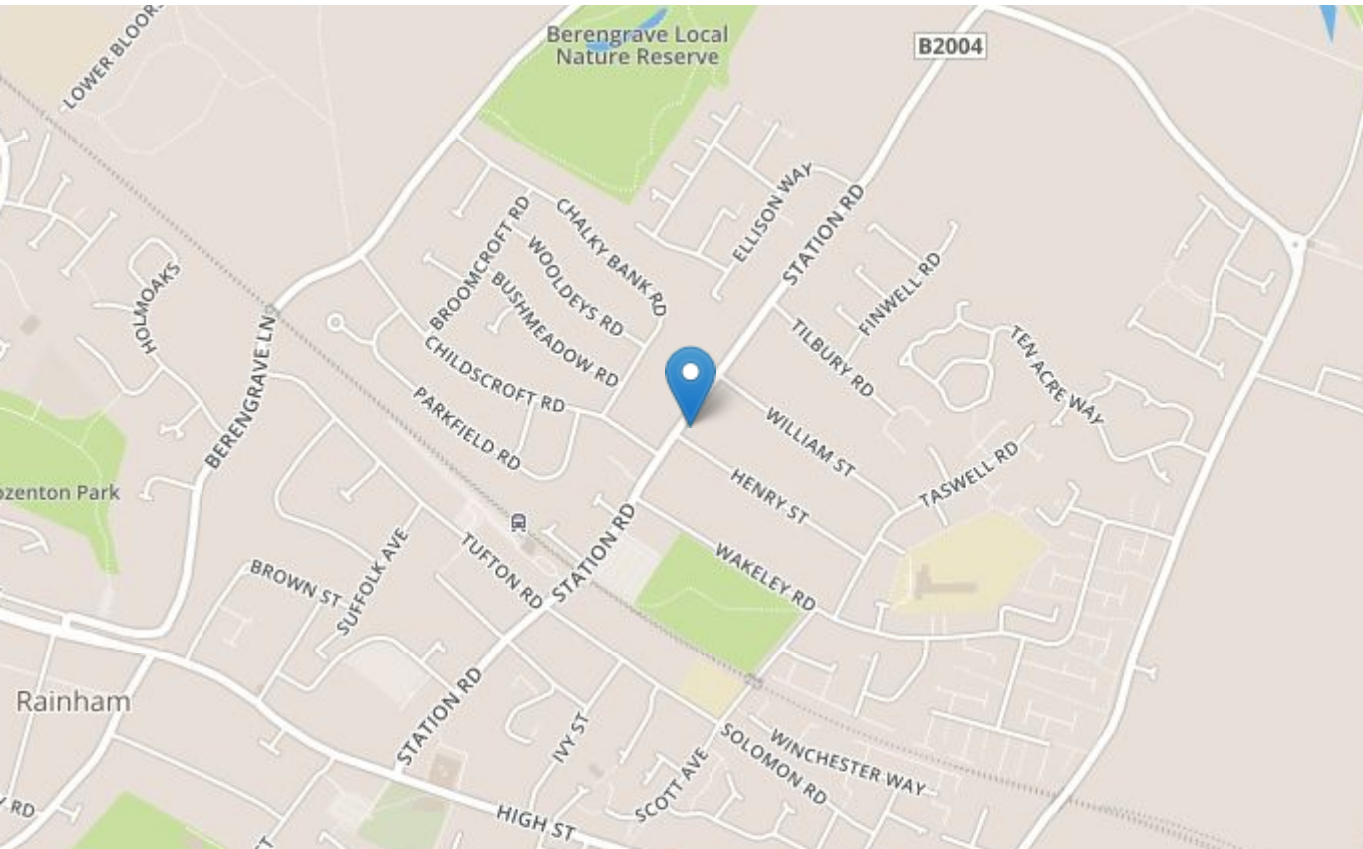 LOWER BLOORS
Berengrave Local
Nature Reserve
B2004
ELLISON WAY
STATION RD
CHALKY BANK RD
BROOMCROFT RD
WOOLDEYS RD
BUSHMEADOW RD
FINWELL RD
HOLMOAKS
BERENGRAVE LN
TILBURY RD
TEN ACRE WAY
CHILDSCROFT RD
PARKFIELD RD
WILLIAM ST
TASWELL RD
HENRY ST
ozenton Park
STATION RD
WAKELEY RD
SUFFOLK AVE
TUFTON RD
BROWN ST
Rainham
STATION RD
IVY ST
SCOTT AVE
SOLOMON RD
WINCHESTER WAY
HIGH ST
Y RD
ST